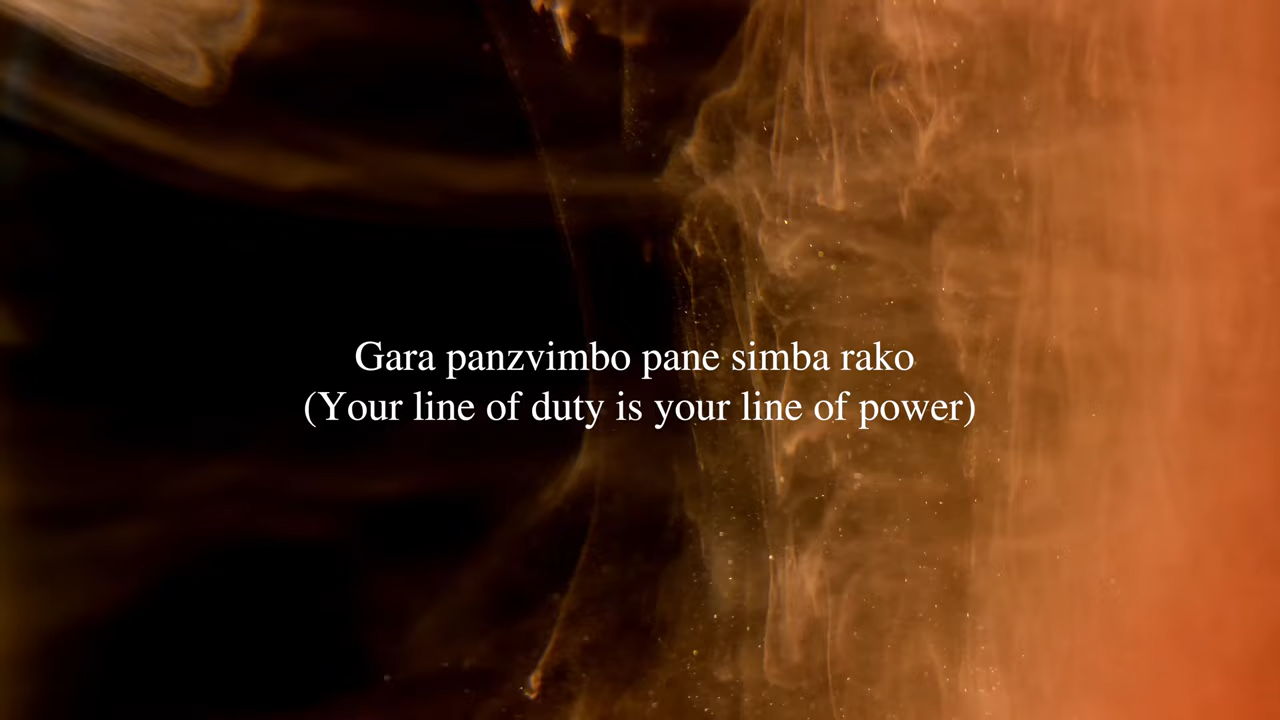 Gara panzvimbo pane simba rako
(Your line of duty is your line of power)